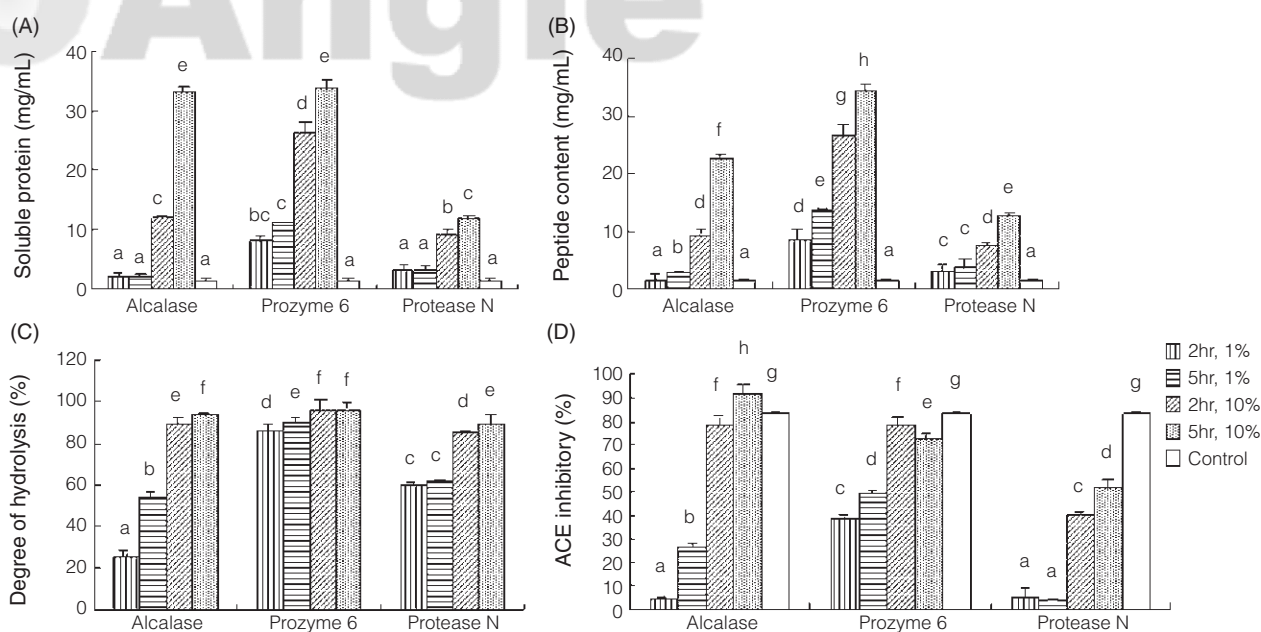 Angle
(A)
Soluble protein (mg/mL)
40
30
20
10
0
a a c e a
bc c d e a
a a b c a
Alcalase Prozyme 6 Protease N
(B)
Peptide content (mg/mL)
40
30
20
10
0
a b d f a
d e g h a
c c d e a
Alcalase Prozyme 6 Protease N
(C)
Degree of hydrolysis (%)
120
100
80
60
40
20
0
a b e f
d e f f
c c d e
Alcalase Prozyme 6 Protease N
(D)
ACE inhibitory (%)
100
90
80
70
60
50
40
30
20
10
0
a b f h g
c d f e g
a a c d g
Alcalase Prozyme 6 Protease N
2hr, 1%
5hr, 1%
2hr, 10%
5hr, 10%
Control